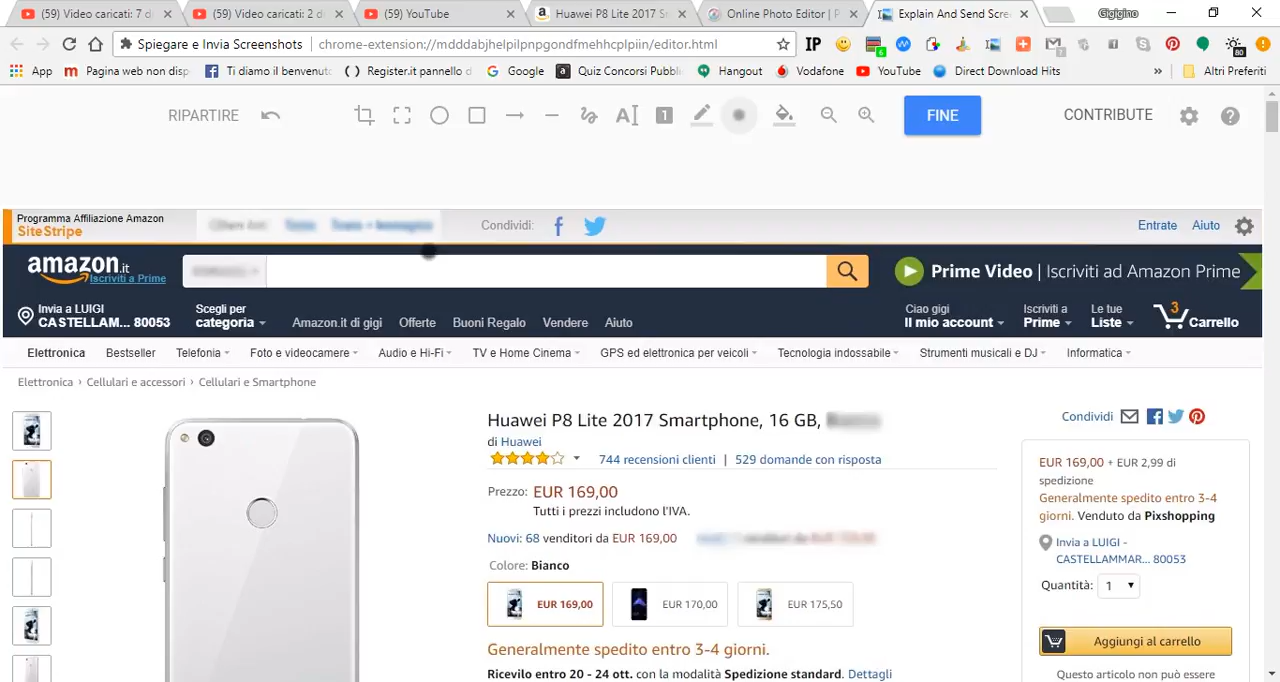 (59) Video caricati: 7 d
(59) Video caricati: 2 d
(59) YouTube
Huawei P8 Lite 2017 S
Online Photo Editor | P
Explain And Send Scre
Gigigino
Spiegare e Invia Screenshots
chrome-extension://mdddabjhelpilpnpgondfmehhcplpiin/editor.html
IP
App
Pagina web non disp
Ti diamo il benvenuto
Register.it pannello d
Google
Quiz Concorsi Pubbli
Hangout
Vodafone
YouTube
Direct Download Hits
»
Altri Preferiti
RIPARTIRE
FINE
CONTRIBUTE
Programma Affiliazione Amazon
SiteStripe
Condividi:
Entrate
Aiuto
amazon.it
Iscriviti a Prime
Prime Video | Iscriviti ad Amazon Prime
Invia a LUIGI
CASTELLAM... 80053
Scegli per
categoria
Amazon.it di gigi
Offerte
Buoni Regalo
Vendere
Aiuto
Ciao gigi
Il mio account
Iscriviti a
Prime
Le tue
Liste
3
Carrello
Elettronica
Bestseller
Telefonia
Foto e videocamere
Audio e Hi-Fi
TV e Home Cinema
GPS ed elettronica per veicoli
Tecnologia indossabile
Strumenti musicali e DJ
Informatica
Elettronica › Cellulari e accessori › Cellulari e Smartphone
Huawei P8 Lite 2017 Smartphone, 16 GB,
di Huawei
744 recensioni clienti | 529 domande con risposta
Prezzo: EUR 169,00
Tutti i prezzi includono l'IVA.
Nuovi: 68 venditori da EUR 169,00
Colore: Bianco
EUR 169,00
EUR 170,00
EUR 175,50
Generalmente spedito entro 3-4 giorni.
Ricevilo entro 20 - 24 ott. con la modalità Spedizione standard. Dettagli
Condividi
EUR 169,00 + EUR 2,99 di
spedizione
Generalmente spedito entro 3-4
giorni. Venduto da Pixshopping
Invia a LUIGI -
CASTELLAMMAR... 80053
Quantità: 1
Aggiungi al carrello
Questo articolo non può essere